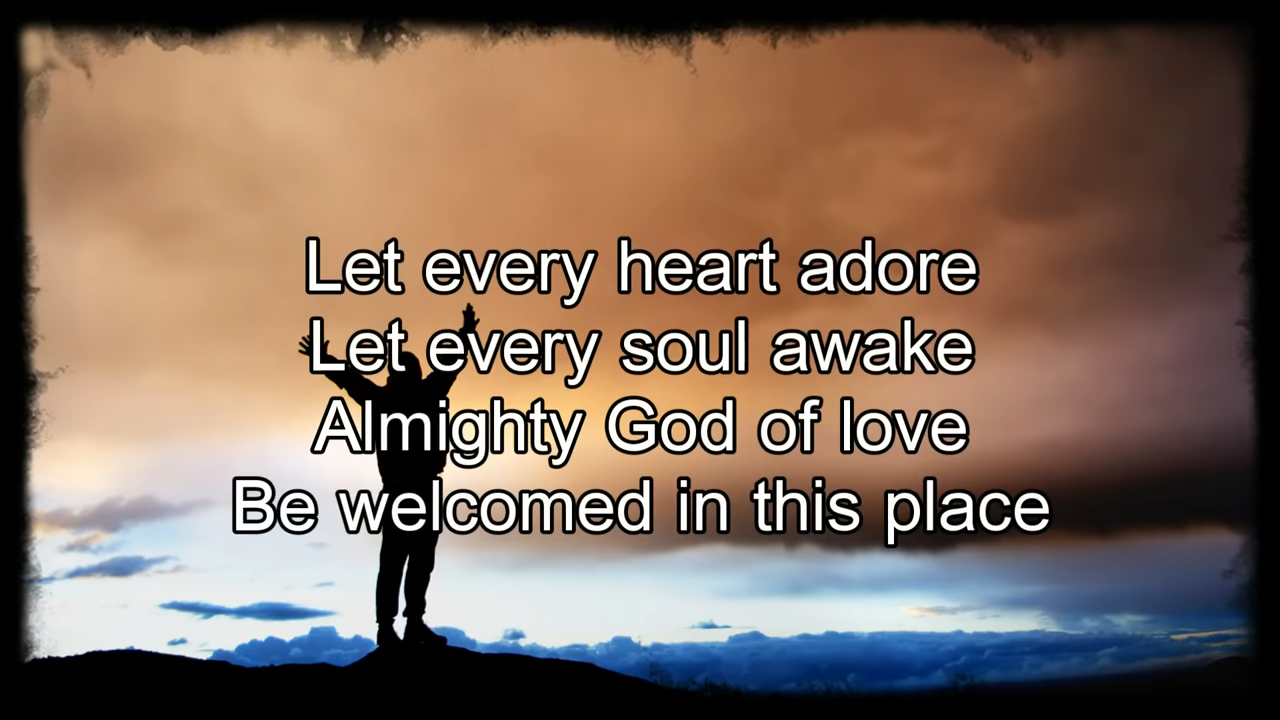 Let every heart adore
Let every soul awake
Almighty God of love
Be welcomed in this place